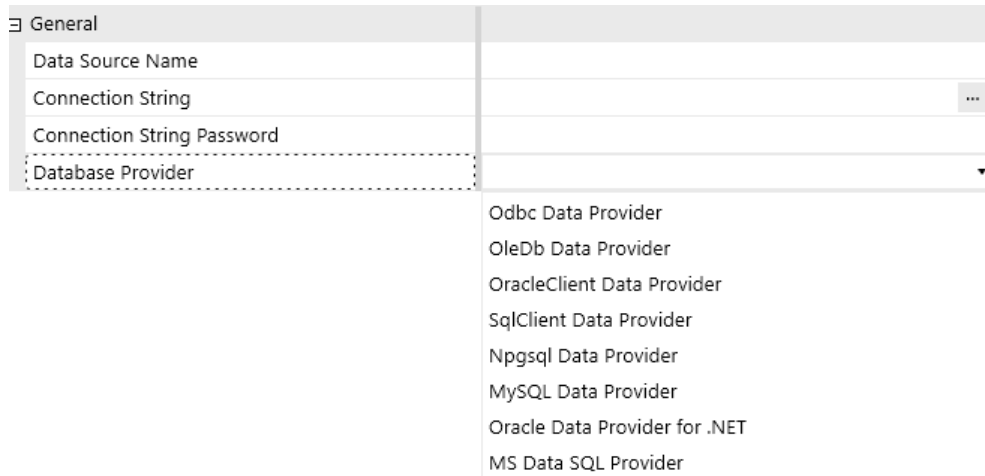 General
Data Source Name
Connection String
...
Connection String Password
Database Provider
Odbc Data Provider
OleDb Data Provider
OracleClient Data Provider
SqlClient Data Provider
Npgsql Data Provider
MySQL Data Provider
Oracle Data Provider for .NET
MS Data SQL Provider